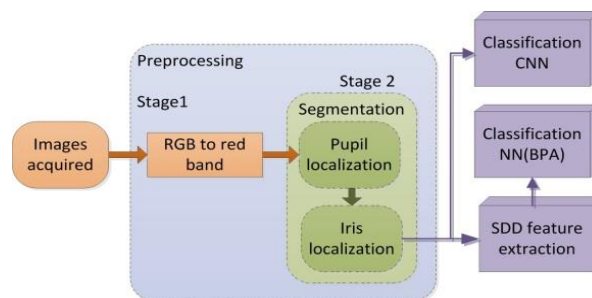 Preprocessing
Stage1
Stage 2
Images
acquired
RGB to red
band
Segmentation
Pupil
localization
Iris
localization
Classification
CNN
Classification
NN(BPA)
SDD feature
extraction